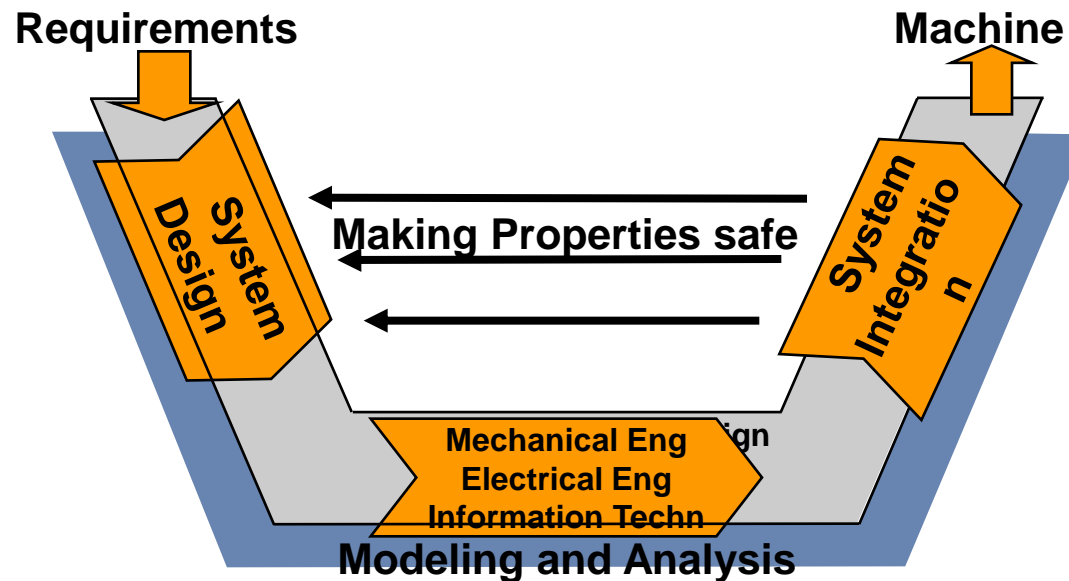 Requirements
Machine
System
Design
Making Properties safe
System
Integratio
n
Mechanical Eng
Electrical Eng
Information Techn
Modeling and Analysis